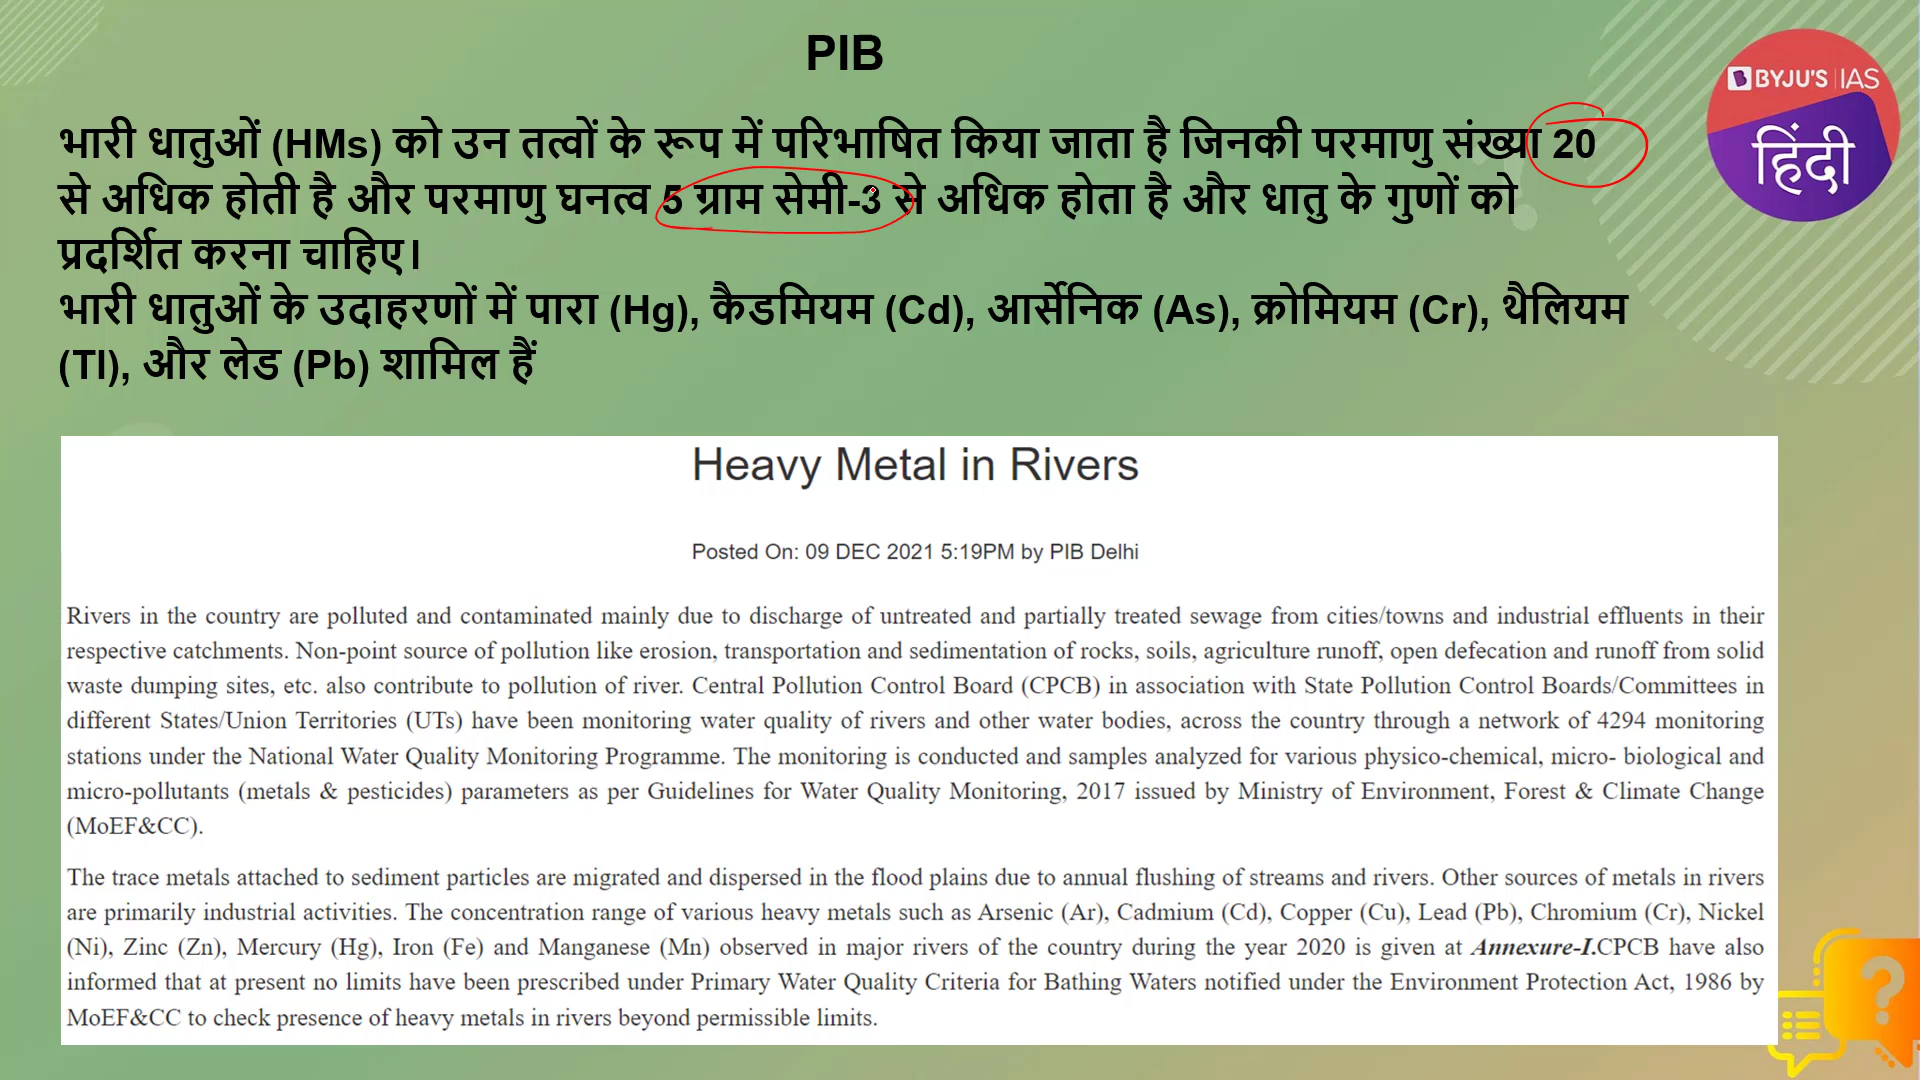 PIB
BYJU'S IAS
हिंदी
भारी धातुओं (HMs) को उन तत्वों के रूप में परिभाषित किया जाता है जिनकी परमाणु संख्या 20
से अधिक होती है और परमाणु घनत्व 5 ग्राम सेमी-3 से अधिक होता है और धातु के गुणों को
प्रदर्शित करना चाहिए।
भारी धातुओं के उदाहरणों में पारा (Hg), कैडमियम (Cd), आर्सेनिक (As), क्रोमियम (Cr), थैलियम
(Tl), और लेड (Pb) शामिल हैं
Heavy Metal in Rivers
Posted On: 09 DEC 2021 5:19PM by PIB Delhi
Rivers in the country are polluted and contaminated mainly due to discharge of untreated and partially treated sewage from cities/towns and industrial effluents in their
respective catchments. Non-point source of pollution like erosion, transportation and sedimentation of rocks, soils, agriculture runoff, open defecation and runoff from solid
waste dumping sites, etc. also contribute to pollution of river. Central Pollution Control Board (CPCB) in association with State Pollution Control Boards/Committees in
different States/Union Territories (UTs) have been monitoring water quality of rivers and other water bodies, across the country through a network of 4294 monitoring
stations under the National Water Quality Monitoring Programme. The monitoring is conducted and samples analyzed for various physico-chemical, micro- biological and
micro-pollutants (metals & pesticides) parameters as per Guidelines for Water Quality Monitoring, 2017 issued by Ministry of Environment, Forest & Climate Change
(MoEF&CC).
The trace metals attached to sediment particles are migrated and dispersed in the flood plains due to annual flushing of streams and rivers. Other sources of metals in rivers
are primarily industrial activities. The concentration range of various heavy metals such as Arsenic (Ar), Cadmium (Cd), Copper (Cu), Lead (Pb), Chromium (Cr), Nickel
(Ni), Zinc (Zn), Mercury (Hg), Iron (Fe) and Manganese (Mn) observed in major rivers of the country during the year 2020 is given at Annexure-I.CPCB have also
informed that at present no limits have been prescribed under Primary Water Quality Criteria for Bathing Waters notified under the Environment Protection Act, 1986 by
MoEF&CC to check presence of heavy metals in rivers beyond permissible limits.
?